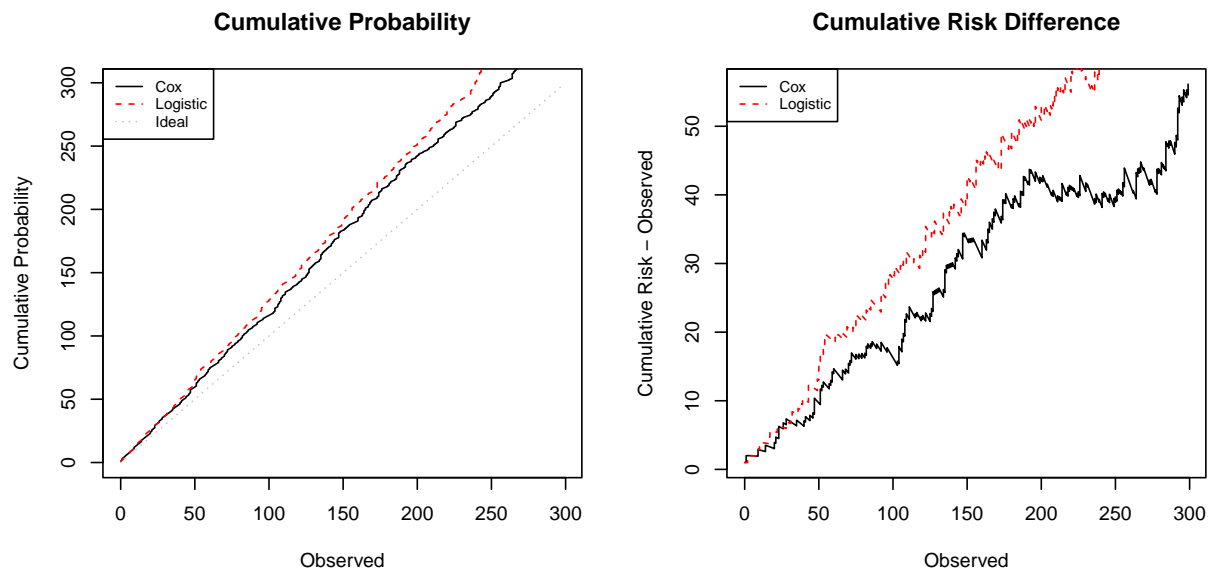 Cumulative Probability
Cox
Logistic
Ideal
300
250
200
150
100
50
0
Cumulative Probability
0 50 100 150 200 250 300
Observed
Cumulative Risk Difference
Cox
Logistic
50
40
30
20
10
0
Cumulative Risk − Observed
0 50 100 150 200 250 300
Observed